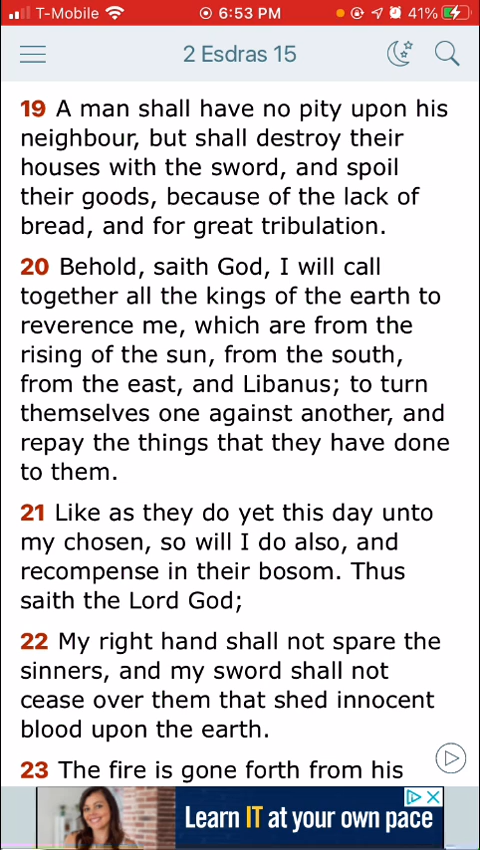 T-Mobile 6:53 PM 41%
2 Esdras 15
19 A man shall have no pity upon his
neighbour, but shall destroy their
houses with the sword, and spoil
their goods, because of the lack of
bread, and for great tribulation.
20 Behold, saith God, I will call
together all the kings of the earth to
reverence me, which are from the
rising of the sun, from the south,
from the east, and Libanus; to turn
themselves one against another, and
repay the things that they have done
to them.
21 Like as they do yet this day unto
my chosen, so will I do also, and
recompense in their bosom. Thus
saith the Lord God;
22 My right hand shall not spare the
sinners, and my sword shall not
cease over them that shed innocent
blood upon the earth.
23 The fire is gone forth from his
Learn IT at your own pace